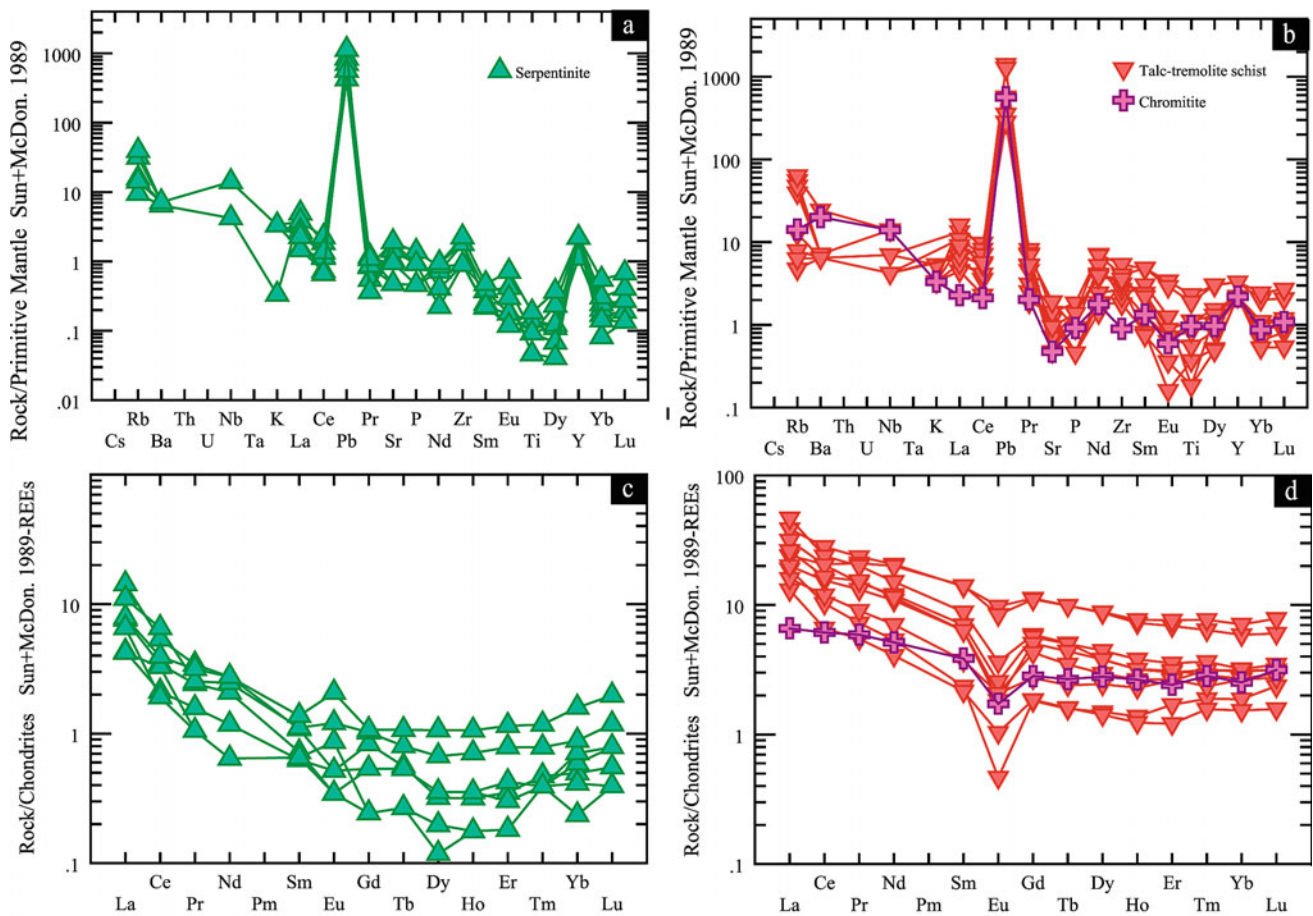 a
Rock/Primitive Mantle Sun+McDon. 1989
1000
100
10
1
.1
.01
Serpentinite
Rb Th Nb K Ce Pr P Zr Eu Dy Yb
Cs Ba U Ta La Pb Sr Nd Sm Ti Y Lu
b
Rock/Primitive Mantle Sun+McDon. 1989
1000
100
10
1
.1
Talc-tremolite schist
Chromitite
Rb Th Nb K Ce Pr P Zr Eu Dy Yb
Cs Ba U Ta La Pb Sr Nd Sm Ti Y Lu
c
Rock/Chondrites Sun+McDon. 1989-REEs
10
1
.1
Ce Nd Sm Gd Dy Er Yb
La Pr Pm Eu Tb Ho Tm Lu
d
Rock/Chondrites Sun+McDon. 1989-REEs
100
10
1
.1
Ce Nd Sm Gd Dy Er Yb
La Pr Pm Eu Tb Ho Tm Lu